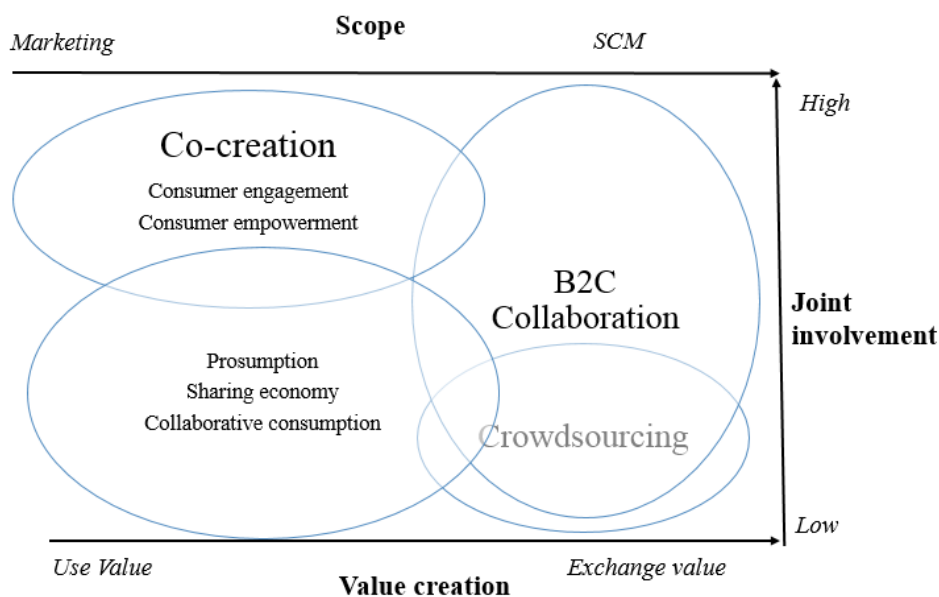 Scope
Marketing
SCM
High
Co-creation
Consumer engagement
Consumer empowerment
B2C
Collaboration
Joint
involvement
Prosumption
Sharing economy
Collaborative consumption
Crowdsourcing
Low
Use Value
Exchange value
Value creation